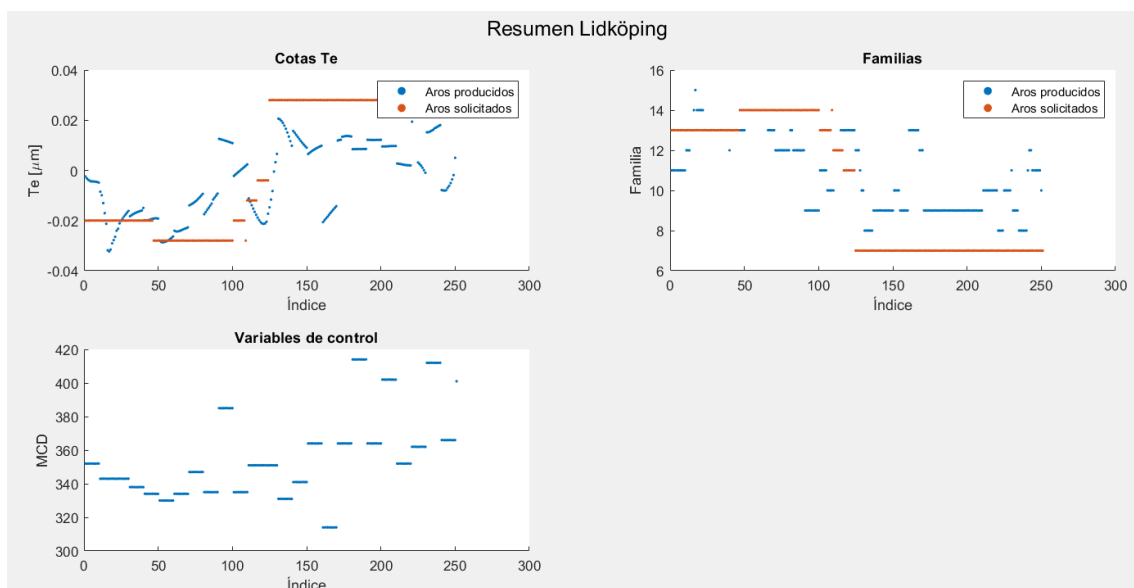 Resumen Lidköping
Cotas Te
Te [μm]
0.04
0.02
0
-0.02
-0.04
0 50 100 150 200 250 300
Índice
Aros producidos
Aros solicitados
Familias
Familia
16
14
12
10
8
6
0 50 100 150 200 250 300
Índice
Aros producidos
Aros solicitados
Variables de control
MCD
420
400
380
360
340
320
300
0 50 100 150 200 250 300
Índice